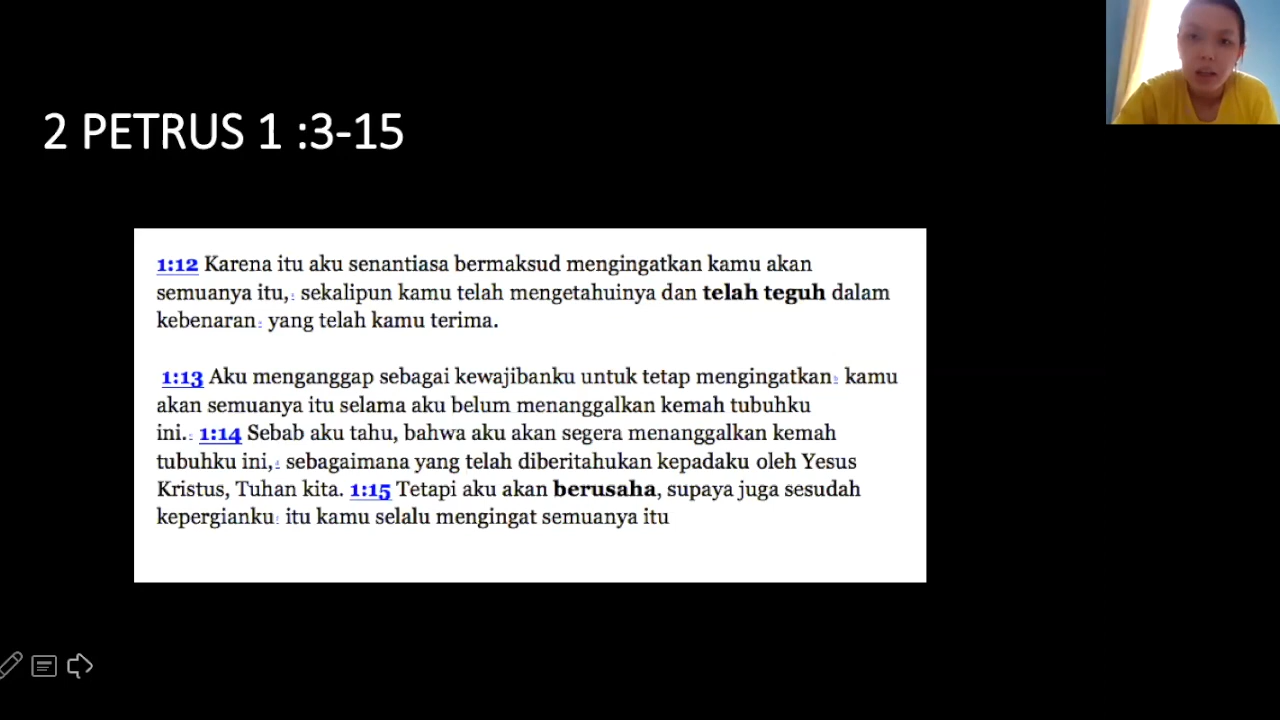 2 PETRUS 1 :3-15
1:12 Karena itu aku senantiasa bermaksud mengingatkan kamu akan
semuanya itu, sekalipun kamu telah mengetahuinya dan telah teguh dalam
kebenaran yang telah kamu terima.
1:13 Aku menganggap sebagai kewajibanku untuk tetap mengingatkan kamu
akan semuanya itu selama aku belum menanggalkan kemah tubuhku
ini. 1:14 Sebab aku tahu, bahwa aku akan segera menanggalkan kemah
tubuhku ini, sebagaimana yang telah diberitahukan kepadaku oleh Yesus
Kristus, Tuhan kita. 1:15 Tetapi aku akan berusaha, supaya juga sesudah
kepergianku itu kamu selalu mengingat semuanya itu